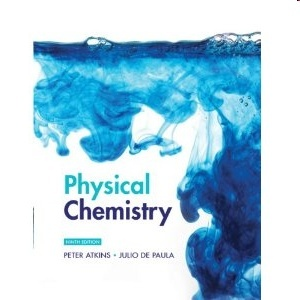 Physical
Chemistry
NINTH EDITION
PETER ATKINS • JULIO DE PAULA